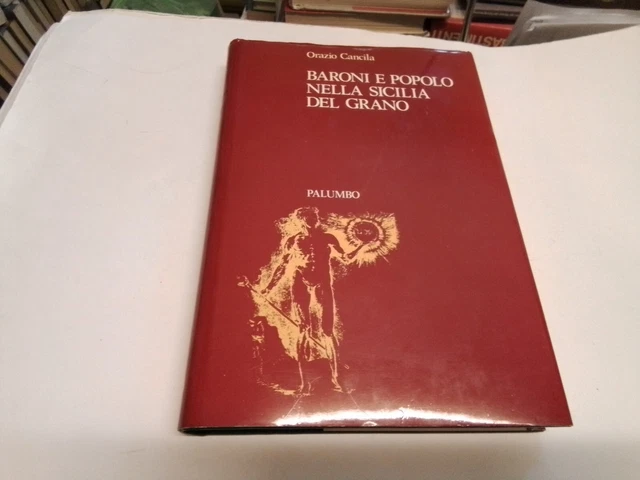 Orazio Cancila
BARONI E POPOLO
NELLA SICILIA
DEL GRANO
PALUMBO